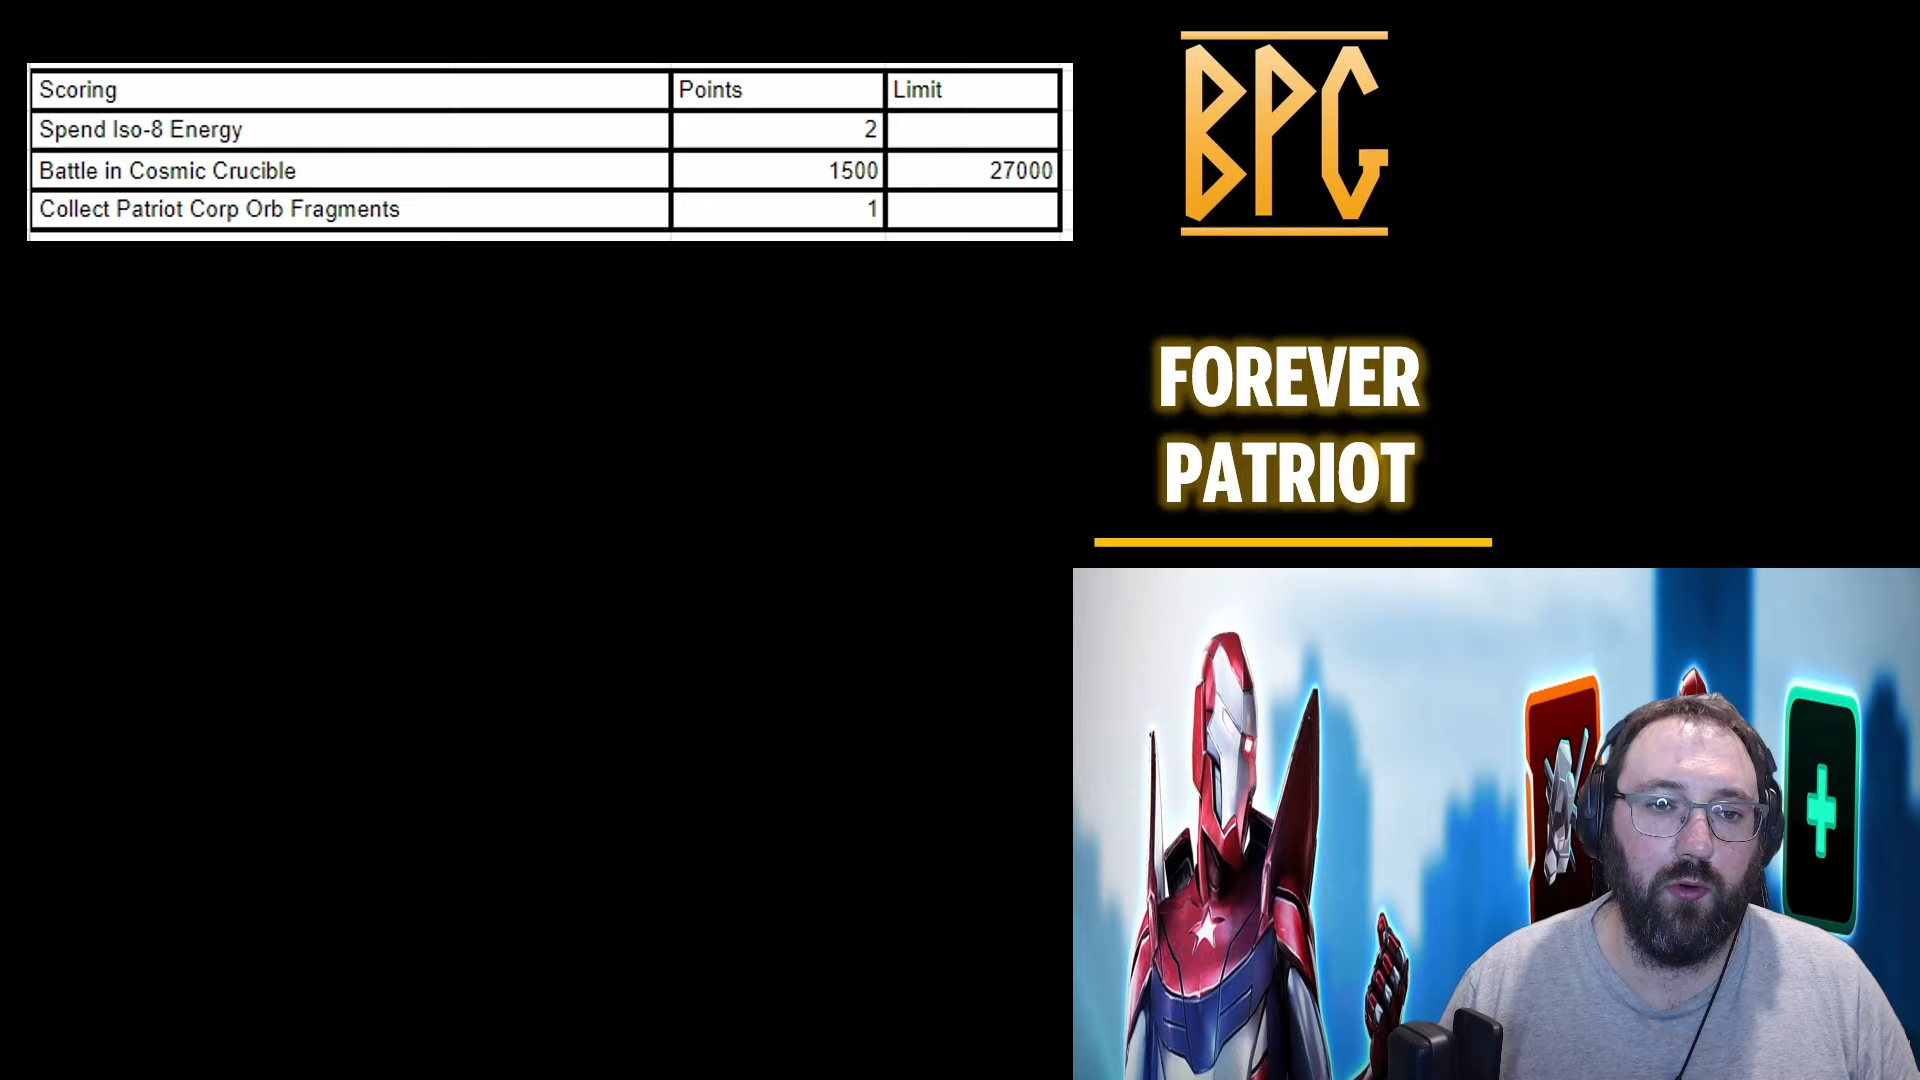 Scoring Points Limit
Spend Iso-8 Energy 2
Battle in Cosmic Crucible 1500 27000
Collect Patriot Corp Orb Fragments 1
BPG
FOREVER
PATRIOT